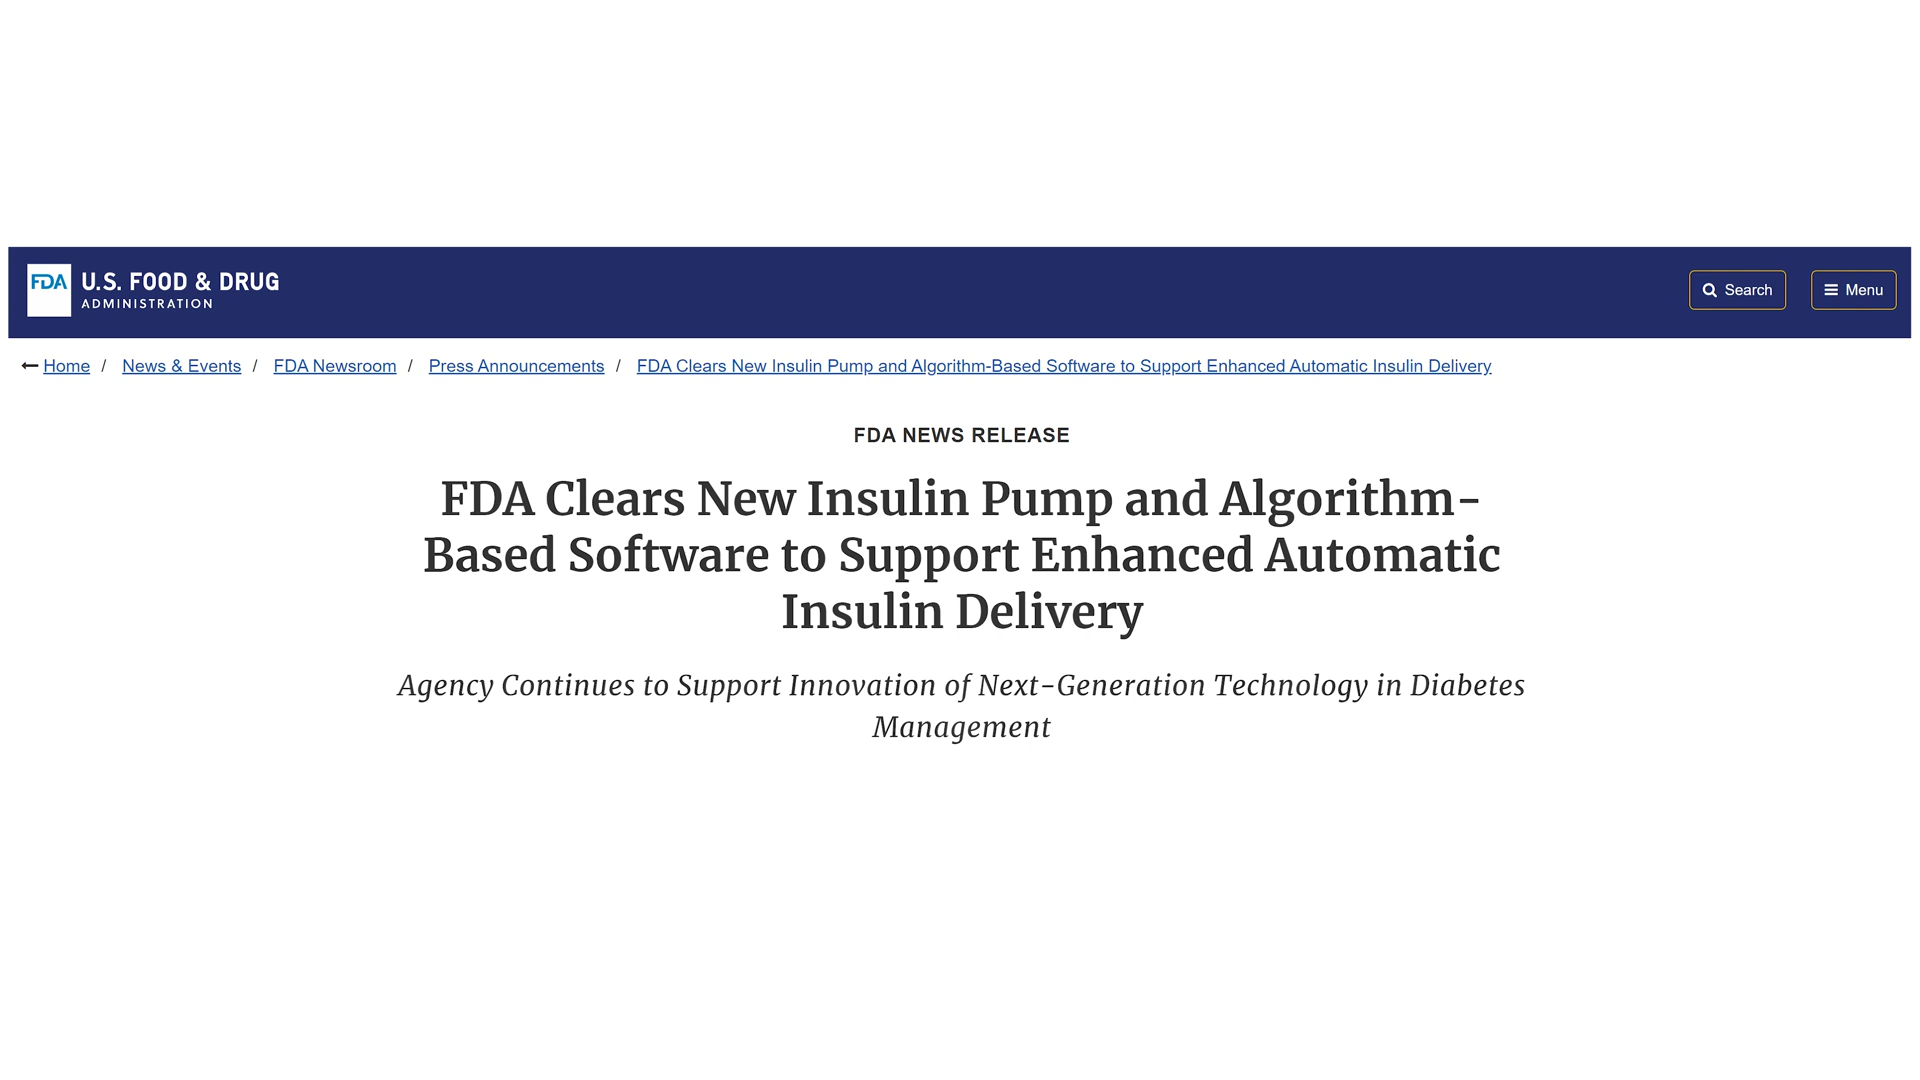 FDA U.S. FOOD & DRUG
ADMINISTRATION
Search
Menu
Home / News & Events / FDA Newsroom / Press Announcements / FDA Clears New Insulin Pump and Algorithm-Based Software to Support Enhanced Automatic Insulin Delivery
FDA NEWS RELEASE
FDA Clears New Insulin Pump and Algorithm-
Based Software to Support Enhanced Automatic
Insulin Delivery
Agency Continues to Support Innovation of Next-Generation Technology in Diabetes
Management